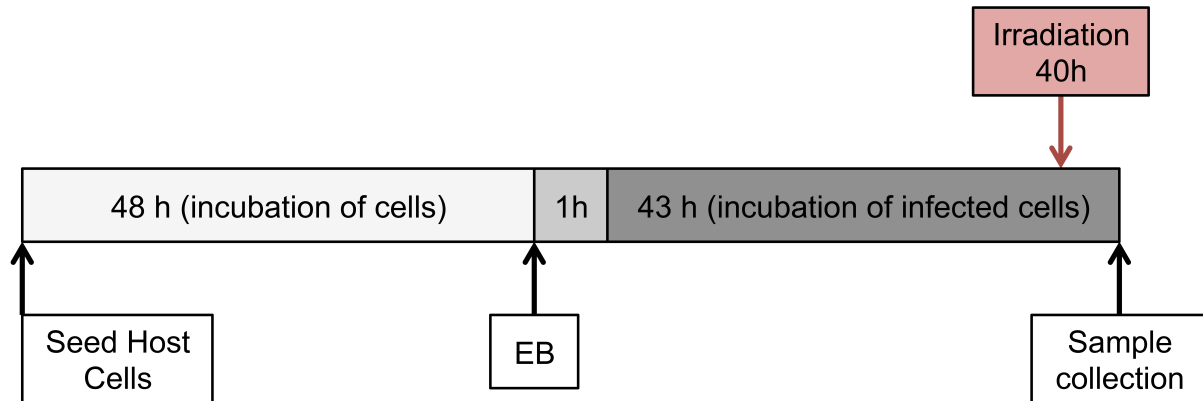 Irradiation
40h
48 h (incubation of cells)
1h
43 h (incubation of infected cells)
Seed Host
Cells
EB
Sample
collection